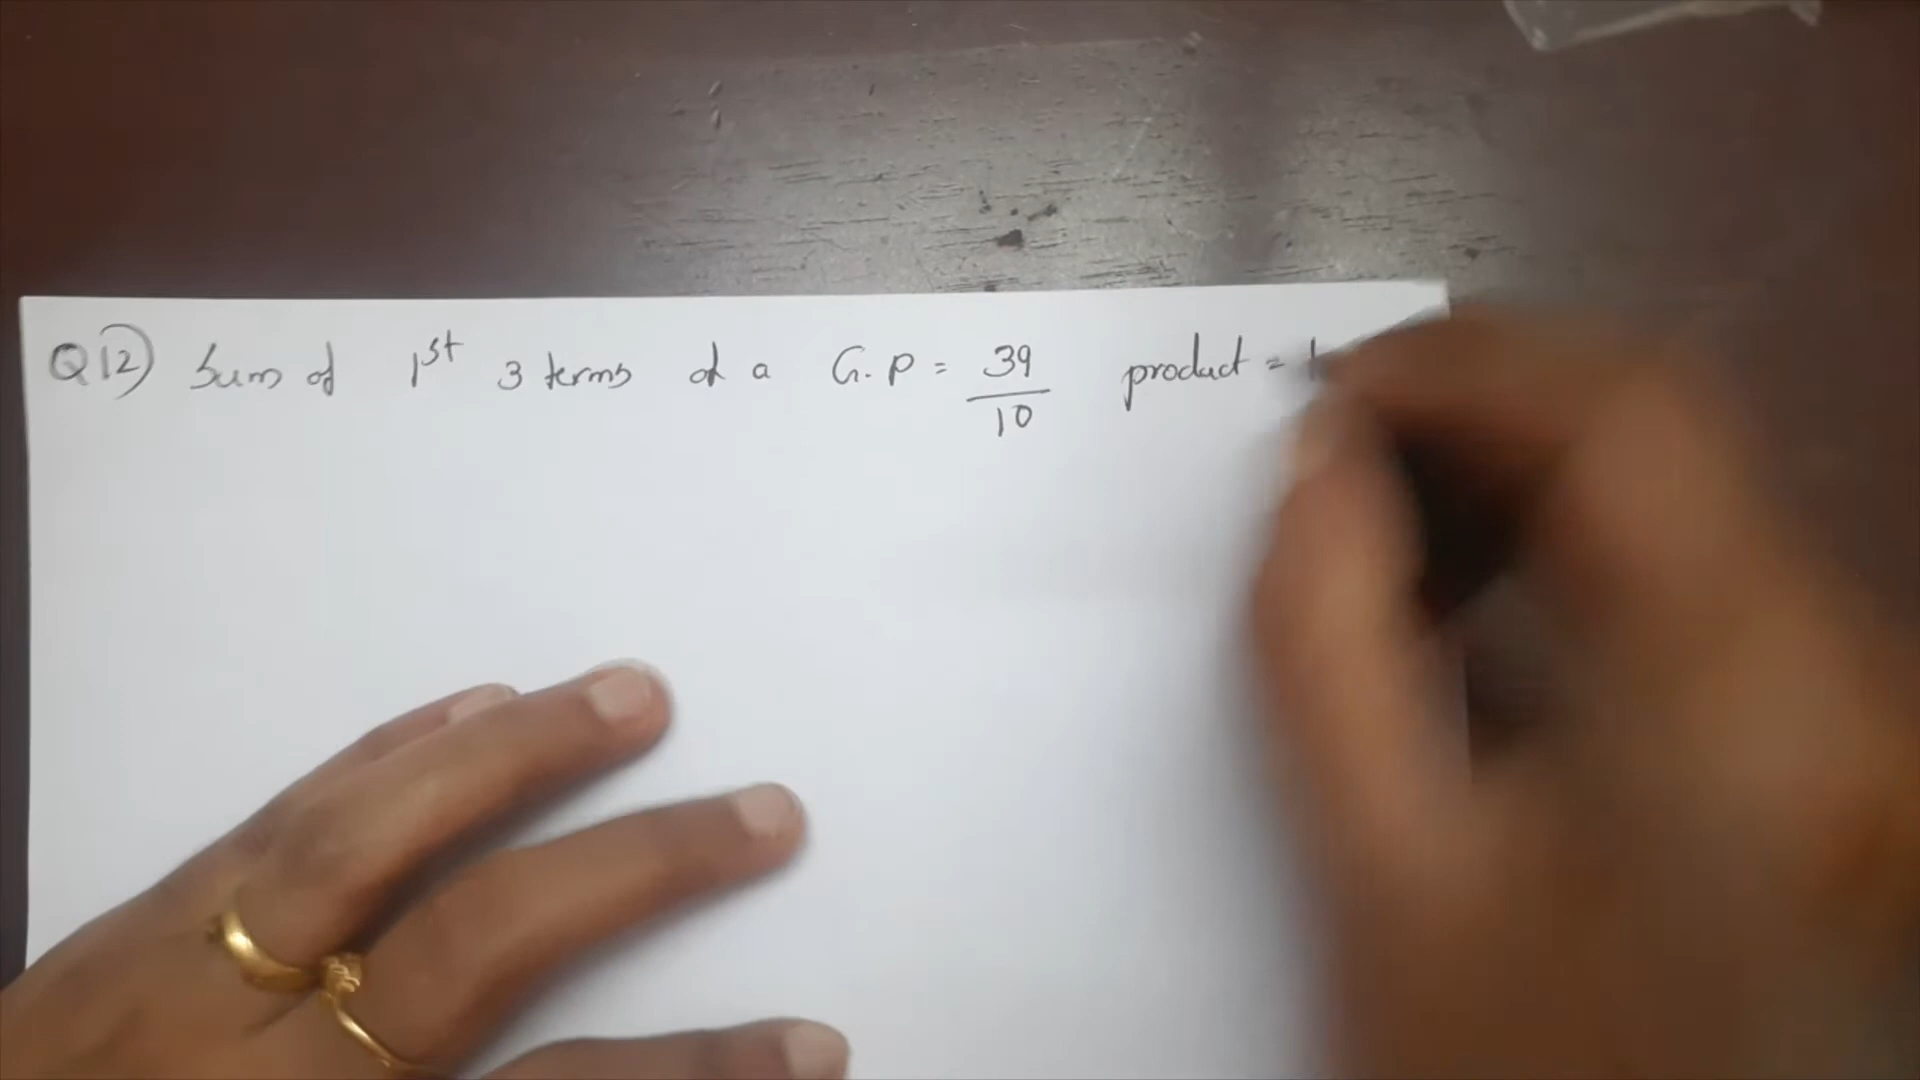 Q12) Sum of 1st 3 terms of a G.P = 39/10 product =